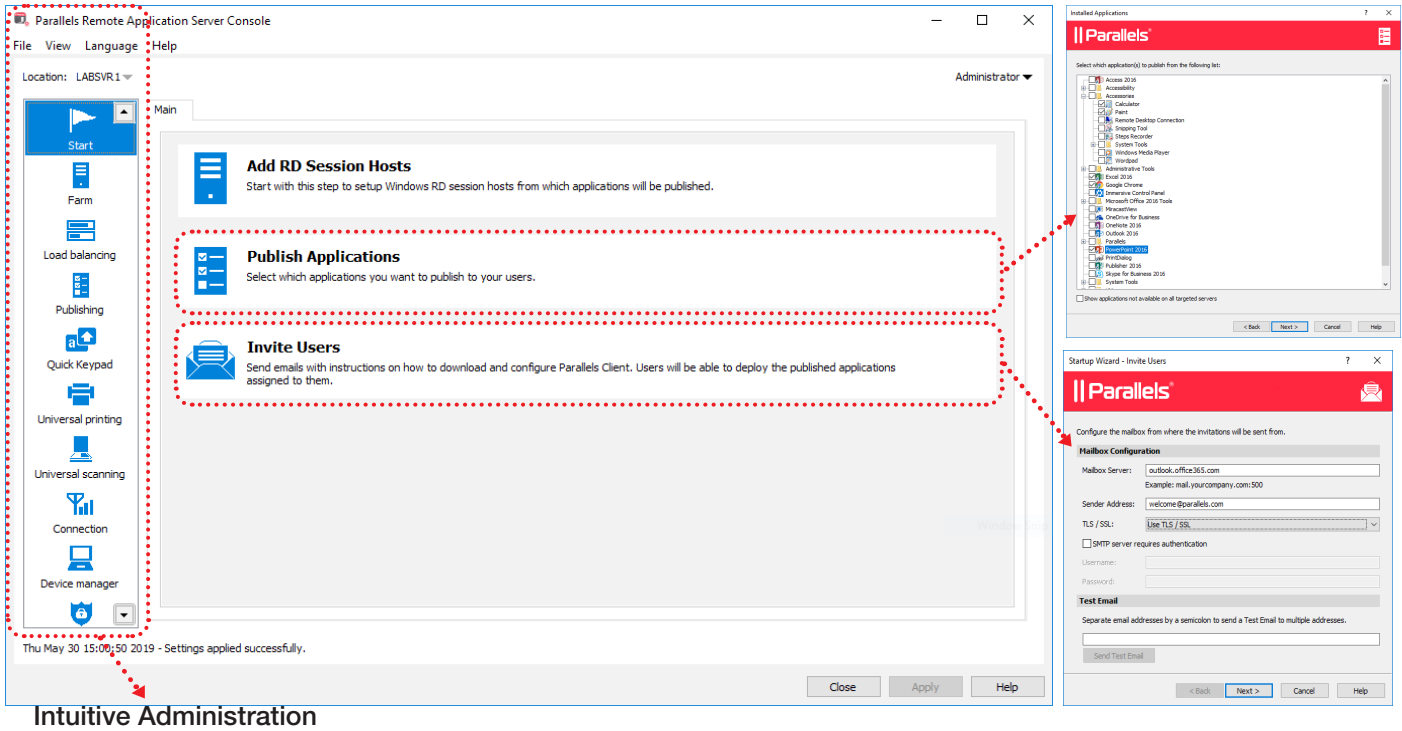 Parallels Remote Application Server Console
File View Language Help
Location: LABSVR1
Administrator
Start
Farm
Load balancing
Publishing
Quick Keypad
Universal printing
Universal scanning
Connection
Device manager
Main
Add RD Session Hosts
Start with this step to setup Windows RD session hosts from which applications will be published.
Publish Applications
Select which applications you want to publish to your users.
Invite Users
Send emails with instructions on how to download and configure Parallels Client. Users will be able to deploy the published applications
assigned to them.
Thu May 30 15:00:50 2019 - Settings applied successfully.
Close Apply Help
Intuitive Administration
Installed Applications
Parallels®
Select which application(s) to publish from the following list:
Access 2016
Accessibility
Accessories
Calculator
Paint
Remote Desktop Connection
Snipping Tool
Steps Recorder
System Tools
Windows Media Player
Wordpad
Administrative Tools
Excel 2016
Google Chrome
Immersive Control Panel
Microsoft Office 2016 Tools
MiracastView
OneDrive for Business
OneNote 2016
Outlook 2016
Parallels
PowerPoint 2016
PrintDialog
Publisher 2016
Skype for Business 2016
System Tools
Show applications not available on all targeted servers
< Back Next > Cancel Help
Startup Wizard - Invite Users
Parallels®
Configure the mailbox from where the invitations will be sent from.
Mailbox Configuration
Mailbox Server: outlook.office365.com
Example: mail.yourcompany.com:500
Sender Address: welcome@parallels.com
TLS / SSL: Use TLS / SSL
SMTP server requires authentication
Username:
Password:
Test Email
Separate email addresses by a semicolon to send a Test Email to multiple addresses.
Send Test Email
< Back Next > Cancel Help